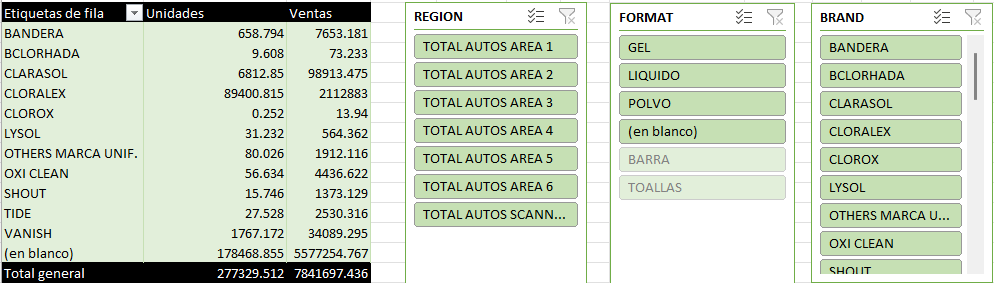 Etiquetas de fila Unidades Ventas
BANDERA 658.794 7653.181
BCLORHADA 9.608 73.233
CLARASOL 6812.85 98913.475
CLORALEX 89400.815 2112883
CLOROX 0.252 13.94
LYSOL 31.232 564.362
OTHERS MARCA UNIF. 80.026 1912.116
OXI CLEAN 56.634 4436.622
SHOUT 15.746 1373.129
TIDE 27.528 2530.316
VANISH 1767.172 34089.295
(en blanco) 178468.855 5577254.767
Total general 277329.512 7841697.436
REGION
TOTAL AUTOS AREA 1
TOTAL AUTOS AREA 2
TOTAL AUTOS AREA 3
TOTAL AUTOS AREA 4
TOTAL AUTOS AREA 5
TOTAL AUTOS AREA 6
TOTAL AUTOS SCANN...
FORMAT
GEL
LIQUIDO
POLVO
(en blanco)
BARRA
TOALLAS
BRAND
BANDERA
BCLORHADA
CLARASOL
CLORALEX
CLOROX
LYSOL
OTHERS MARCA U...
OXI CLEAN
SHOUT